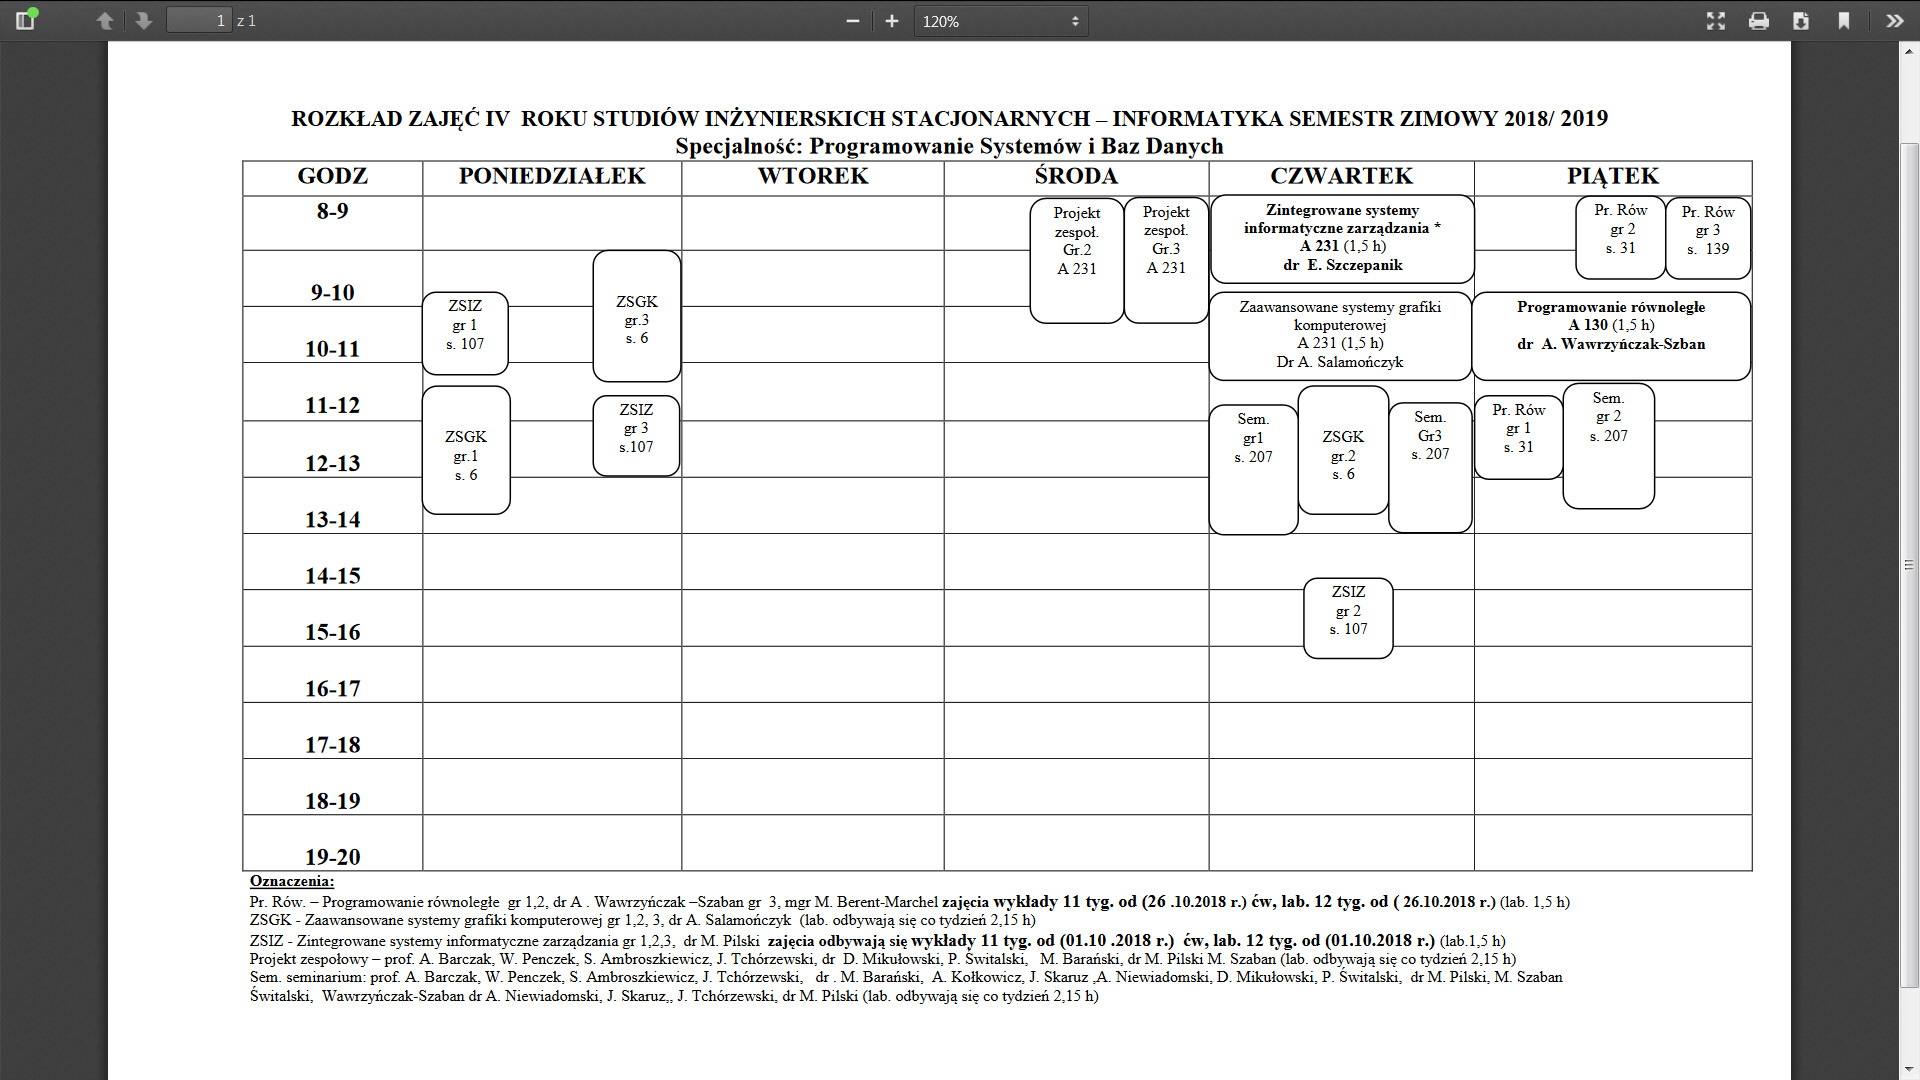 1 z 1
120%
ROZKŁAD ZAJĘĆ IV ROKU STUDIÓW INŻYNIERSKICH STACJONARNYCH – INFORMATYKA SEMESTR ZIMOWY 2018/ 2019
Specjalność: Programowanie Systemów i Baz Danych
GODZ PONIEDZIAŁEK WTOREK ŚRODA CZWARTEK PIĄTEK
8-9
9-10
10-11
11-12
12-13
13-14
14-15
15-16
16-17
17-18
18-19
19-20
ZSIZ
gr 1
s. 107
ZSGK
gr.3
s. 6
ZSGK
gr.1
s. 6
ZSIZ
gr 3
s.107
Projekt
zespoł.
Gr.2
A 231
Projekt
zespoł.
Gr.3
A 231
Zintegrowane systemy
informatyczne zarządzania *
A 231 (1,5 h)
dr E. Szczepanik
Zaawansowane systemy grafiki
komputerowej
A 231 (1,5 h)
Dr A. Salamończyk
Sem.
gr1
s. 207
ZSGK
gr.2
s. 6
Sem.
Gr3
s. 207
ZSIZ
gr 2
s. 107
Pr. Rów
gr 2
s. 31
Pr. Rów
gr 3
s. 139
Programowanie równoległe
A 130 (1,5 h)
dr A. Wawrzyńczak-Szban
Pr. Rów
gr 1
s. 31
Sem.
gr 2
s. 207
Oznaczenia:
Pr. Rów. – Programowanie równoległe gr 1,2, dr A . Wawrzyńczak –Szaban gr 3, mgr M. Berent-Marchel zajęcia wykłady 11 tyg. od (26 .10.2018 r.) ćw, lab. 12 tyg. od ( 26.10.2018 r.) (lab. 1,5 h)
ZSGK - Zaawansowane systemy grafiki komputerowej gr 1,2, 3, dr A. Salamończyk (lab. odbywają się co tydzień 2,15 h)
ZSIZ - Zintegrowane systemy informatyczne zarządzania gr 1,2,3, dr M. Pilski zajęcia odbywają się wykłady 11 tyg. od (01.10 .2018 r.) ćw, lab. 12 tyg. od (01.10.2018 r.) (lab.1,5 h)
Projekt zespołowy – prof. A. Barczak, W. Penczek, S. Ambroszkiewicz, J. Tchórzewski, dr D. Mikułowski, P. Świtalski, M. Barański, dr M. Pilski M. Szaban (lab. odbywają się co tydzień 2,15 h)
Sem. seminarium: prof. A. Barczak, W. Penczek, S. Ambroszkiewicz, J. Tchórzewski, dr . M. Barański, A. Kołkowicz, J. Skaruz ,A. Niewiadomski, D. Mikułowski, P. Świtalski, dr M. Pilski, M. Szaban
Świtalski, Wawrzyńczak-Szaban dr A. Niewiadomski, J. Skaruz,, J. Tchórzewski, dr M. Pilski (lab. odbywają się co tydzień 2,15 h)